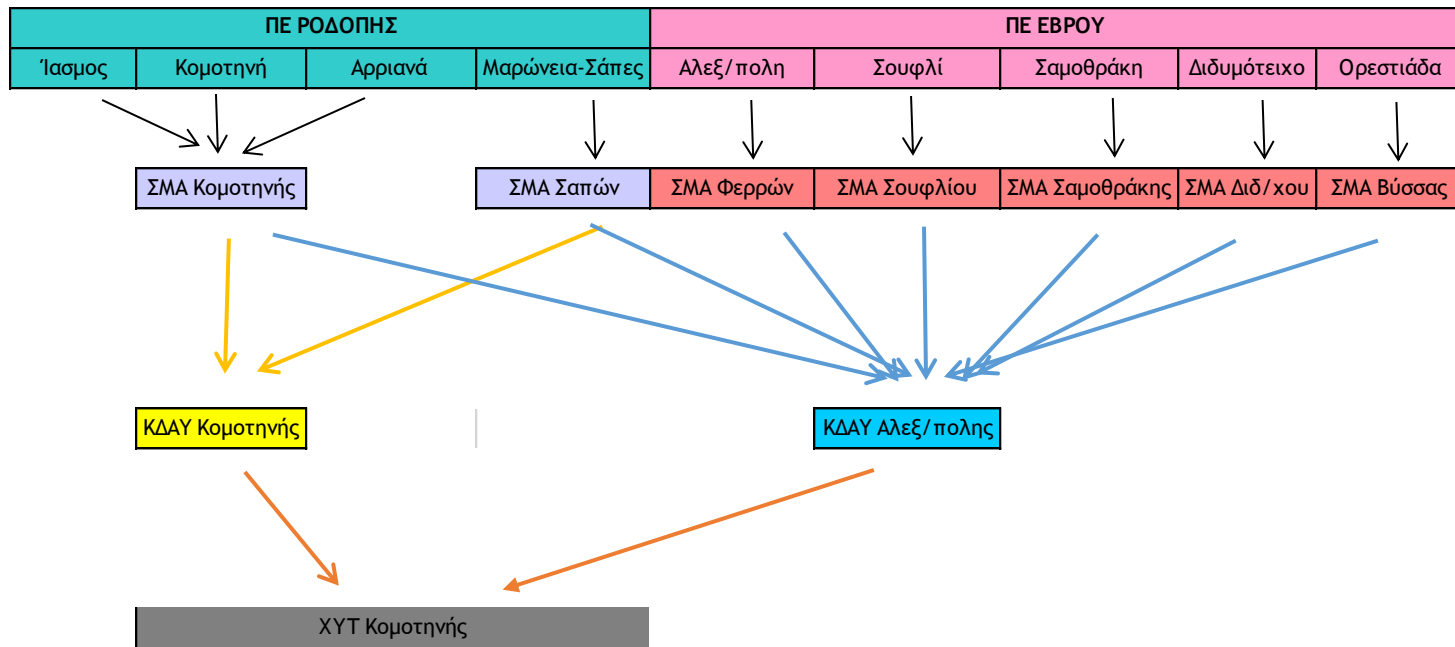 ΠΕ ΡΟΔΟΠΗΣ ΠΕ ΕΒΡΟΥ
Ίασμος Κομοτηνή Αρριανά Μαρώνεια-Σάπες Αλεξ/πολη Σουφλί Σαμοθράκη Διδυμότειχο Ορεστιάδα
ΣΜΑ Κομοτηνής ΣΜΑ Σαπών ΣΜΑ Φερρών ΣΜΑ Σουφλίου ΣΜΑ Σαμοθράκης ΣΜΑ Διδ/χου ΣΜΑ Βύσσας
ΚΔΑΥ Κομοτηνής ΚΔΑΥ Αλεξ/πολης
ΧΥΤ Κομοτηνής